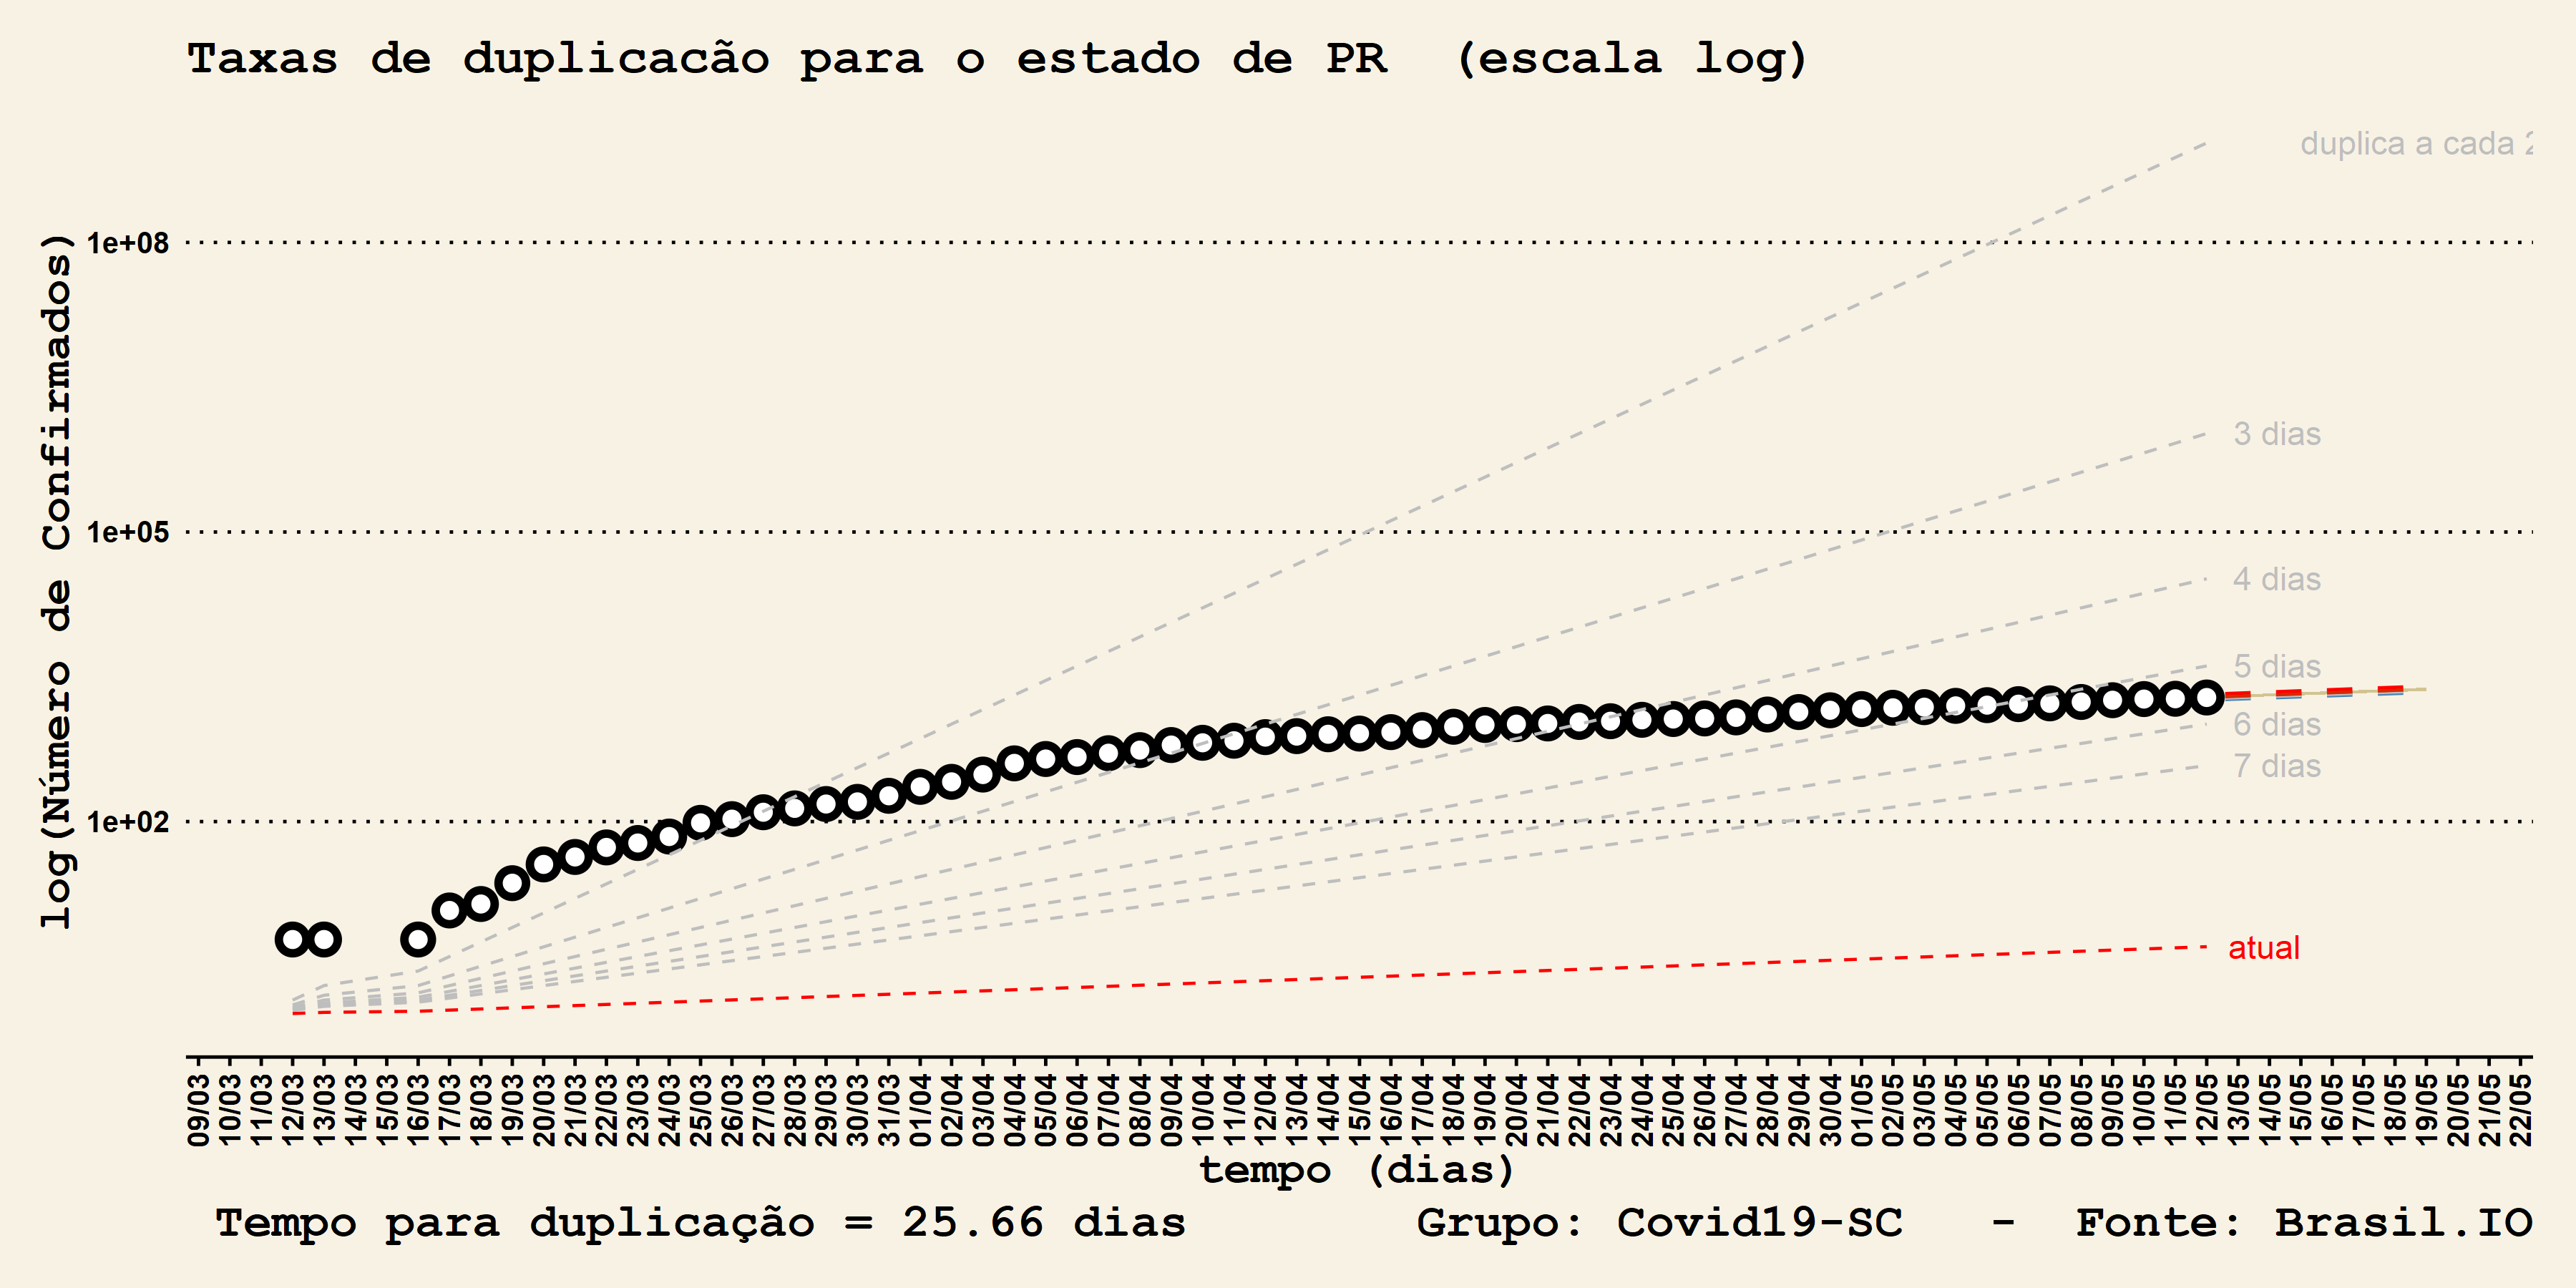 Taxas de duplicacão para o estado de PR (escala log)
duplica a cada 2
log(Número de Confirmados)
1e+08
1e+05
1e+02
3 dias
4 dias
5 dias
6 dias
7 dias
atual
09/03 10/03 11/03 12/03 13/03 14/03 15/03 16/03 17/03 18/03 19/03 20/03 21/03 22/03 23/03 24/03 25/03 26/03 27/03 28/03 29/03 30/03 31/03 01/04 02/04 03/04 04/04 05/04 06/04 07/04 08/04 09/04 10/04 11/04 12/04 13/04 14/04 15/04 16/04 17/04 18/04 19/04 20/04 21/04 22/04 23/04 24/04 25/04 26/04 27/04 28/04 29/04 30/04 01/05 02/05 03/05 04/05 05/05 06/05 07/05 08/05 09/05 10/05 11/05 12/05 13/05 14/05 15/05 16/05 17/05 18/05 19/05 20/05 21/05 22/05
tempo (dias)
Tempo para duplicação = 25.66 dias Grupo: Covid19-SC - Fonte: Brasil.IO